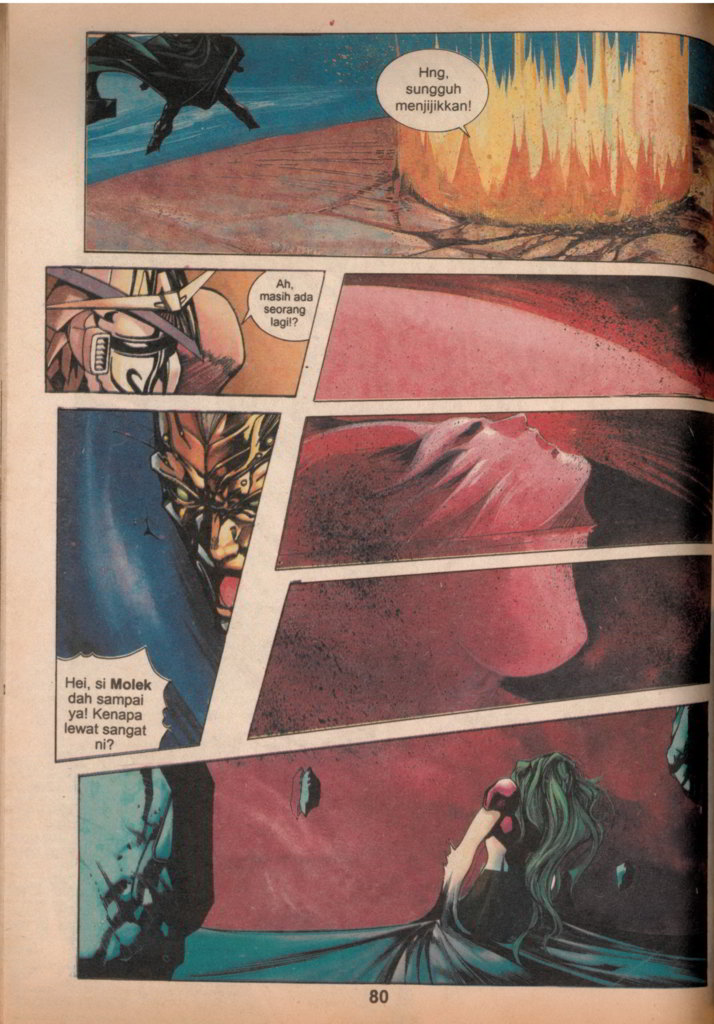 Hng,
sungguh
menjijikkan!
Ah,
masih ada
seorang
lagi!?
Hei, si Molek
dah sampai
ya! Kenapa
lewat sangat
ni?
80